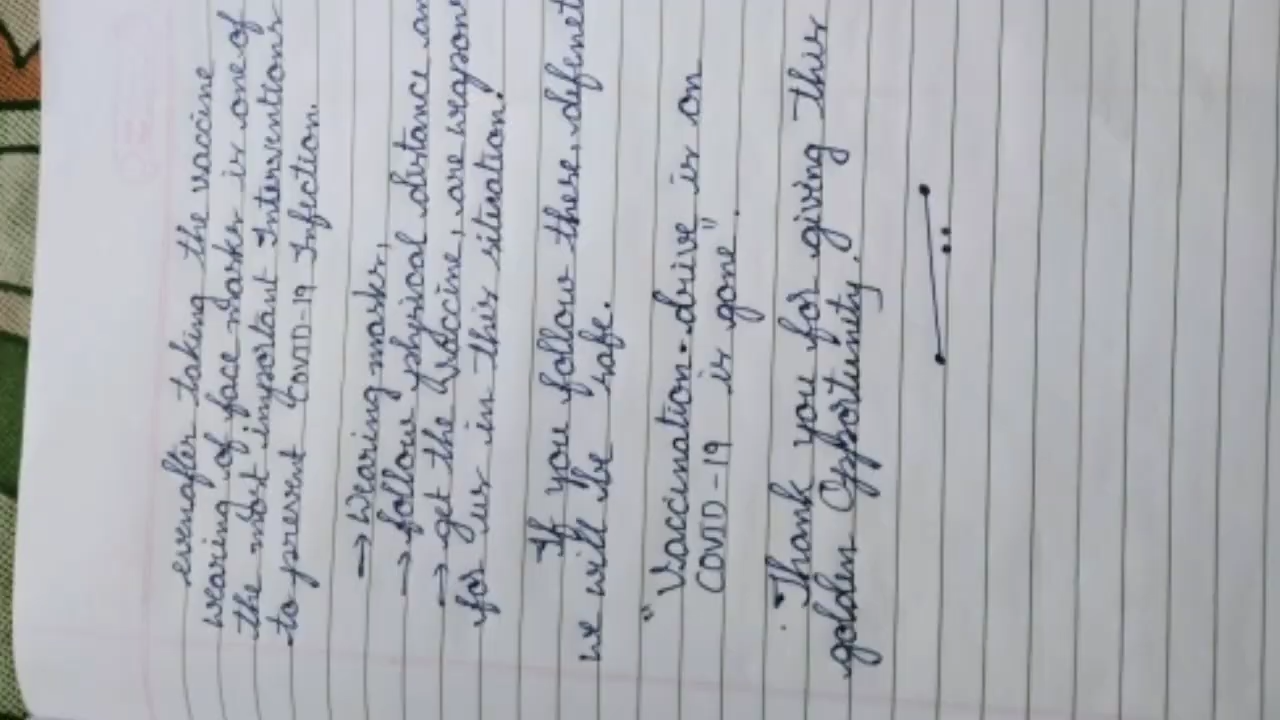 evenafter taking the vaccine
wearing of face masks is one of
the most important Interventions
to prevent COVID-19 Infection.
→ Wearing masks,
→ follow physical distance an
→ get the Vaccine, are weapons
for us in this situation.
If you follow these, definet
we will be safe.
"Vaccination-drive is on
COVID-19 is gone".
Thank you for giving this
golden Opportunity.